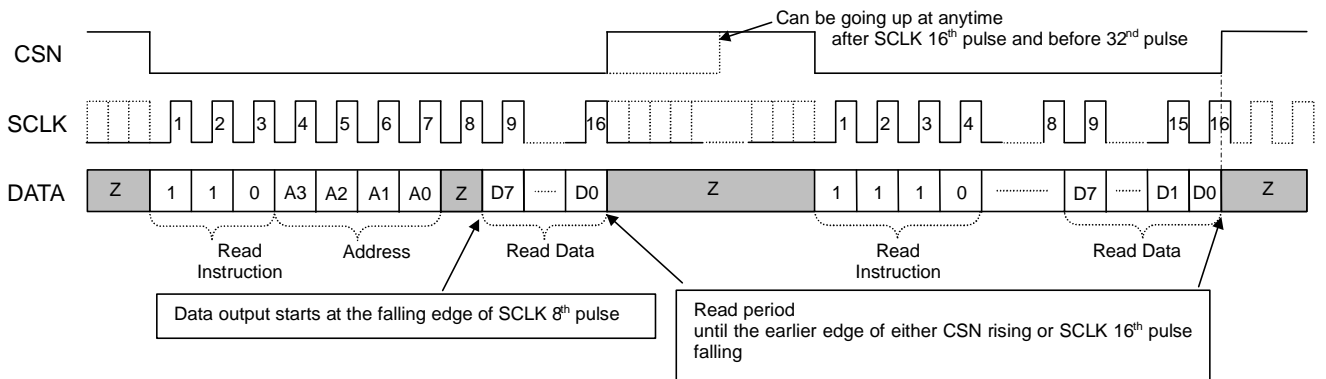 Can be going up at anytime
after SCLK 16th pulse and before 32nd pulse
CSN
SCLK 1 2 3 4 5 6 7 8 9 16 1 2 3 4 8 9 15 16
DATA Z 1 1 0 A3 A2 A1 A0 Z D7 ...... D0 Z 1 1 1 0 .............. D7 ...... D1 D0 Z
Read
Instruction
Address
Read Data
Read
Instruction
Read Data
Data output starts at the falling edge of SCLK 8th pulse
Read period
until the earlier edge of either CSN rising or SCLK 16th pulse
falling